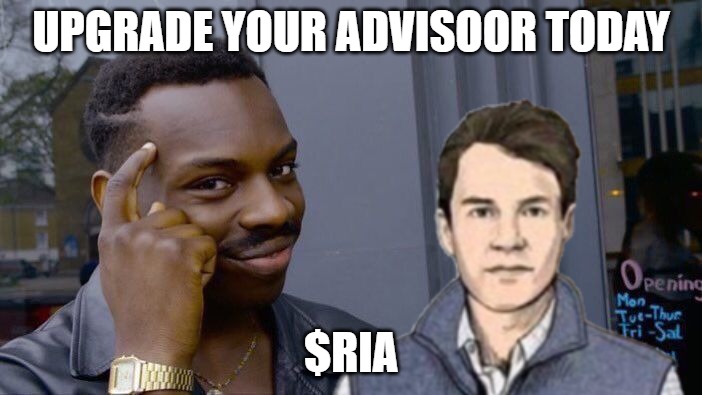 UPGRADE YOUR ADVISOOR TODAY
Opening
Mon
Tue-Thur
Fri-Sat
$RIA